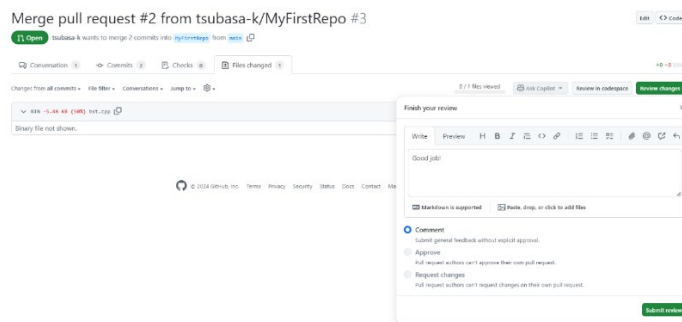 Merge pull request #2 from tsubasa-k/MyFirstRepo #3
Edit
Code
Open
tsubasa-k wants to merge 2 commits into MyFirstRepo from main
Conversation 1
Commits 2
Checks 0
Files changed 1
Changes from all commits
File filter
Conversations
Jump to
0 / 1 files viewed
Ask Copilot
Review in codespace
Review changes
BIN -5.48 KB (50%)
Binary file not shown.
Finish your review
Write
Preview
Good job!
Markdown is supported
Paste, drop, or click to add files
Comment
Submit general feedback without explicit approval.
Approve
Pull request authors can't approve their own pull request.
Request changes
Pull request authors can't request changes on their own pull request.
Submit review
© 2024 GitHub, Inc.
Terms
Privacy
Security
Status
Docs
Contact